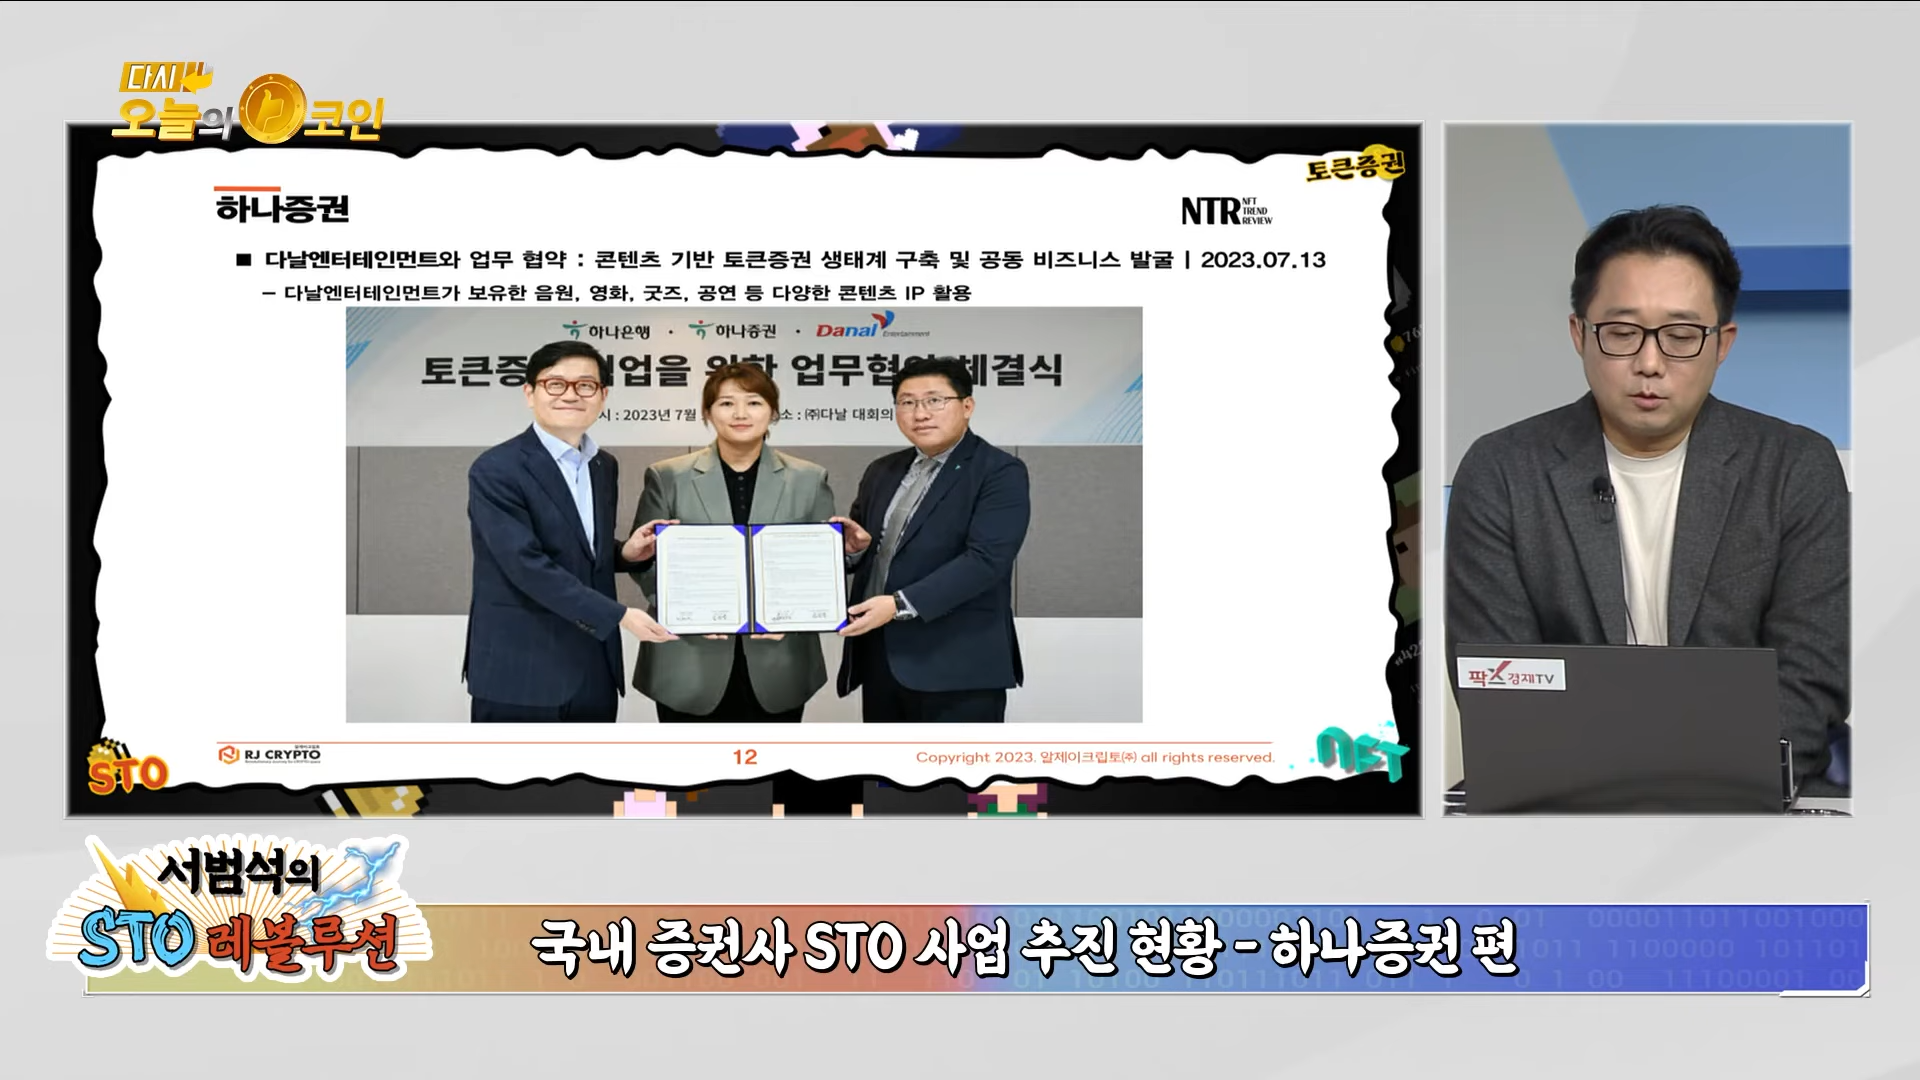 다시
오늘의 코인
토큰증권
하나증권
NTR NFT TREND REVIEW
■ 다날엔터테인먼트와 업무 협약 : 콘텐츠 기반 토큰증권 생태계 구축 및 공동 비즈니스 발굴 | 2023.07.13
– 다날엔터테인먼트가 보유한 음원, 영화, 굿즈, 공연 등 다양한 콘텐츠 IP 활용
하나은행 · 하나증권 · Danal Entertainment
토큰증 업을 위한 업무협약 체결식
: 2023년 7월 : ㈜다날 대회의
팍스경제TV
STO
RJ CRYPTO
12
Copyright 2023. 알제이크립토㈜ all rights reserved.
NFT
서범석의
STO 레볼루션
국내 증권사 STO 사업 추진 현황 - 하나증권 편